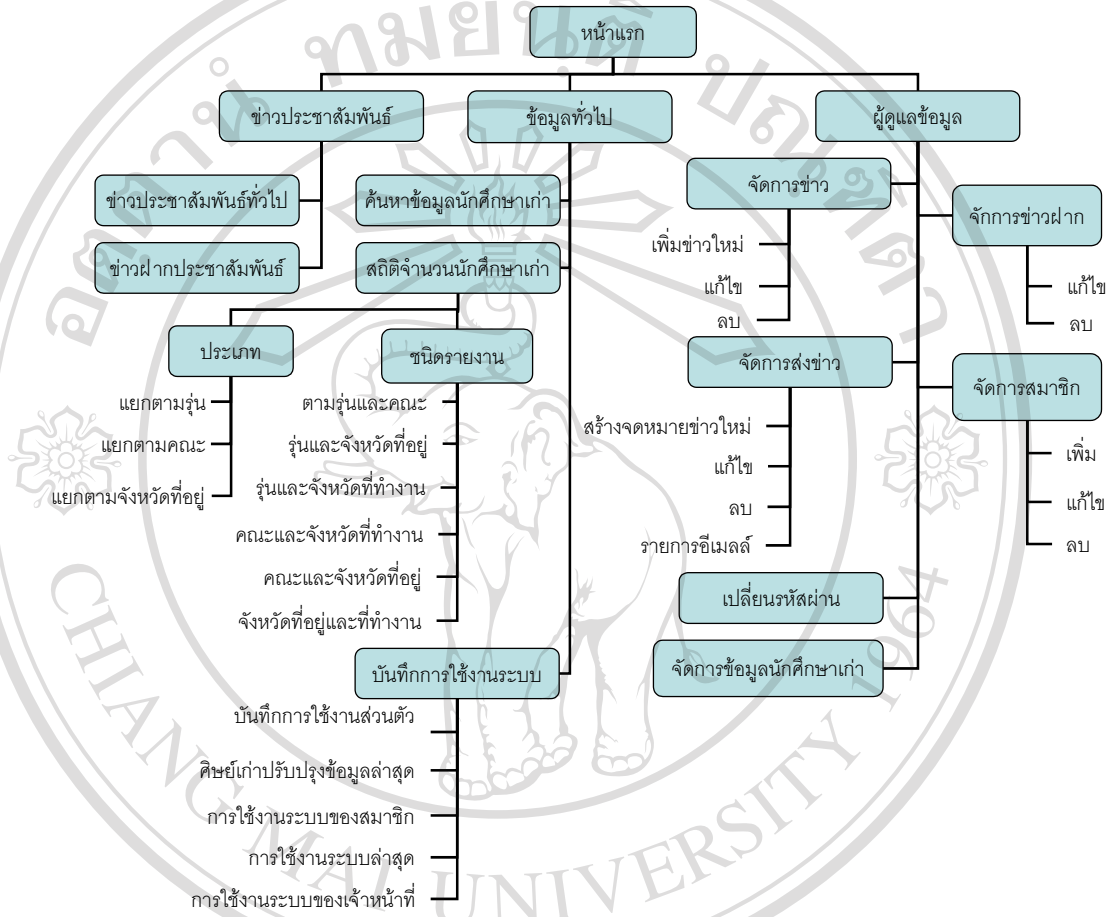 หน้าแรก
ข่าวประชาสัมพันธ์
ข้อมูลทั่วไป
ผู้ดูแลข้อมูล
ข่าวประชาสัมพันธ์ทั่วไป
ข่าวฝากประชาสัมพันธ์
ค้นหาข้อมูลนักศึกษาเก่า
สถิติจำนวนนักศึกษาเก่า
ประเภท
แยกตามรุ่น
แยกตามคณะ
แยกตามจังหวัดที่อยู่
ชนิดรายงาน
ตามรุ่นและคณะ
รุ่นและจังหวัดที่อยู่
รุ่นและจังหวัดที่ทำงาน
คณะและจังหวัดที่ทำงาน
คณะและจังหวัดที่อยู่
จังหวัดที่อยู่และที่ทำงาน
บันทึกการใช้งานระบบ
บันทึกการใช้งานส่วนตัว
ศิษย์เก่าปรับปรุงข้อมูลล่าสุด
การใช้งานระบบของสมาชิก
การใช้งานระบบล่าสุด
การใช้งานระบบของเจ้าหน้าที่
จัดการข่าว
เพิ่มข่าวใหม่
แก้ไข
ลบ
จักการข่าวฝาก
แก้ไข
ลบ
จัดการส่งข่าว
สร้างจดหมายข่าวใหม่
แก้ไข
ลบ
รายการอีเมลล์
จัดการสมาชิก
เพิ่ม
แก้ไข
ลบ
เปลี่ยนรหัสผ่าน
จัดการข้อมูลนักศึกษาเก่า
อตฺตานํ ทมยนฺติ ปณฺฑิตา
CHIANG MAI UNIVERSITY 1964